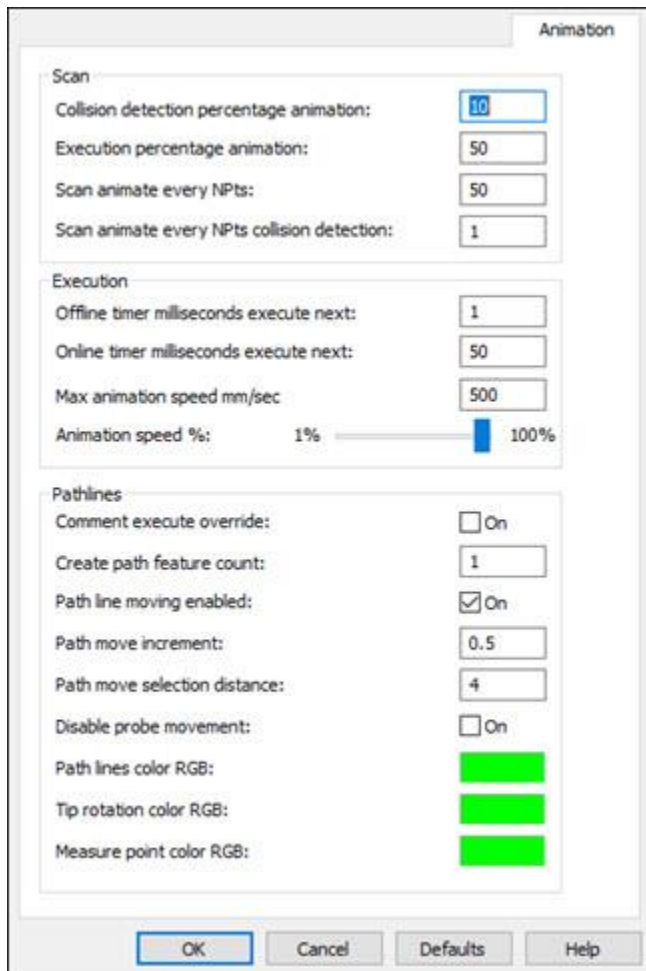 Animation
Scan
Collision detection percentage animation: 10
Execution percentage animation: 50
Scan animate every NPts: 50
Scan animate every NPts collision detection: 1
Execution
Offline timer milliseconds execute next: 1
Online timer milliseconds execute next: 50
Max animation speed mm/sec 500
Animation speed %: 1% 100%
Pathlines
Comment execute override: On
Create path feature count: 1
Path line moving enabled: On
Path move increment: 0.5
Path move selection distance: 4
Disable probe movement: On
Path lines color RGB:
Tip rotation color RGB:
Measure point color RGB:
OK Cancel Defaults Help